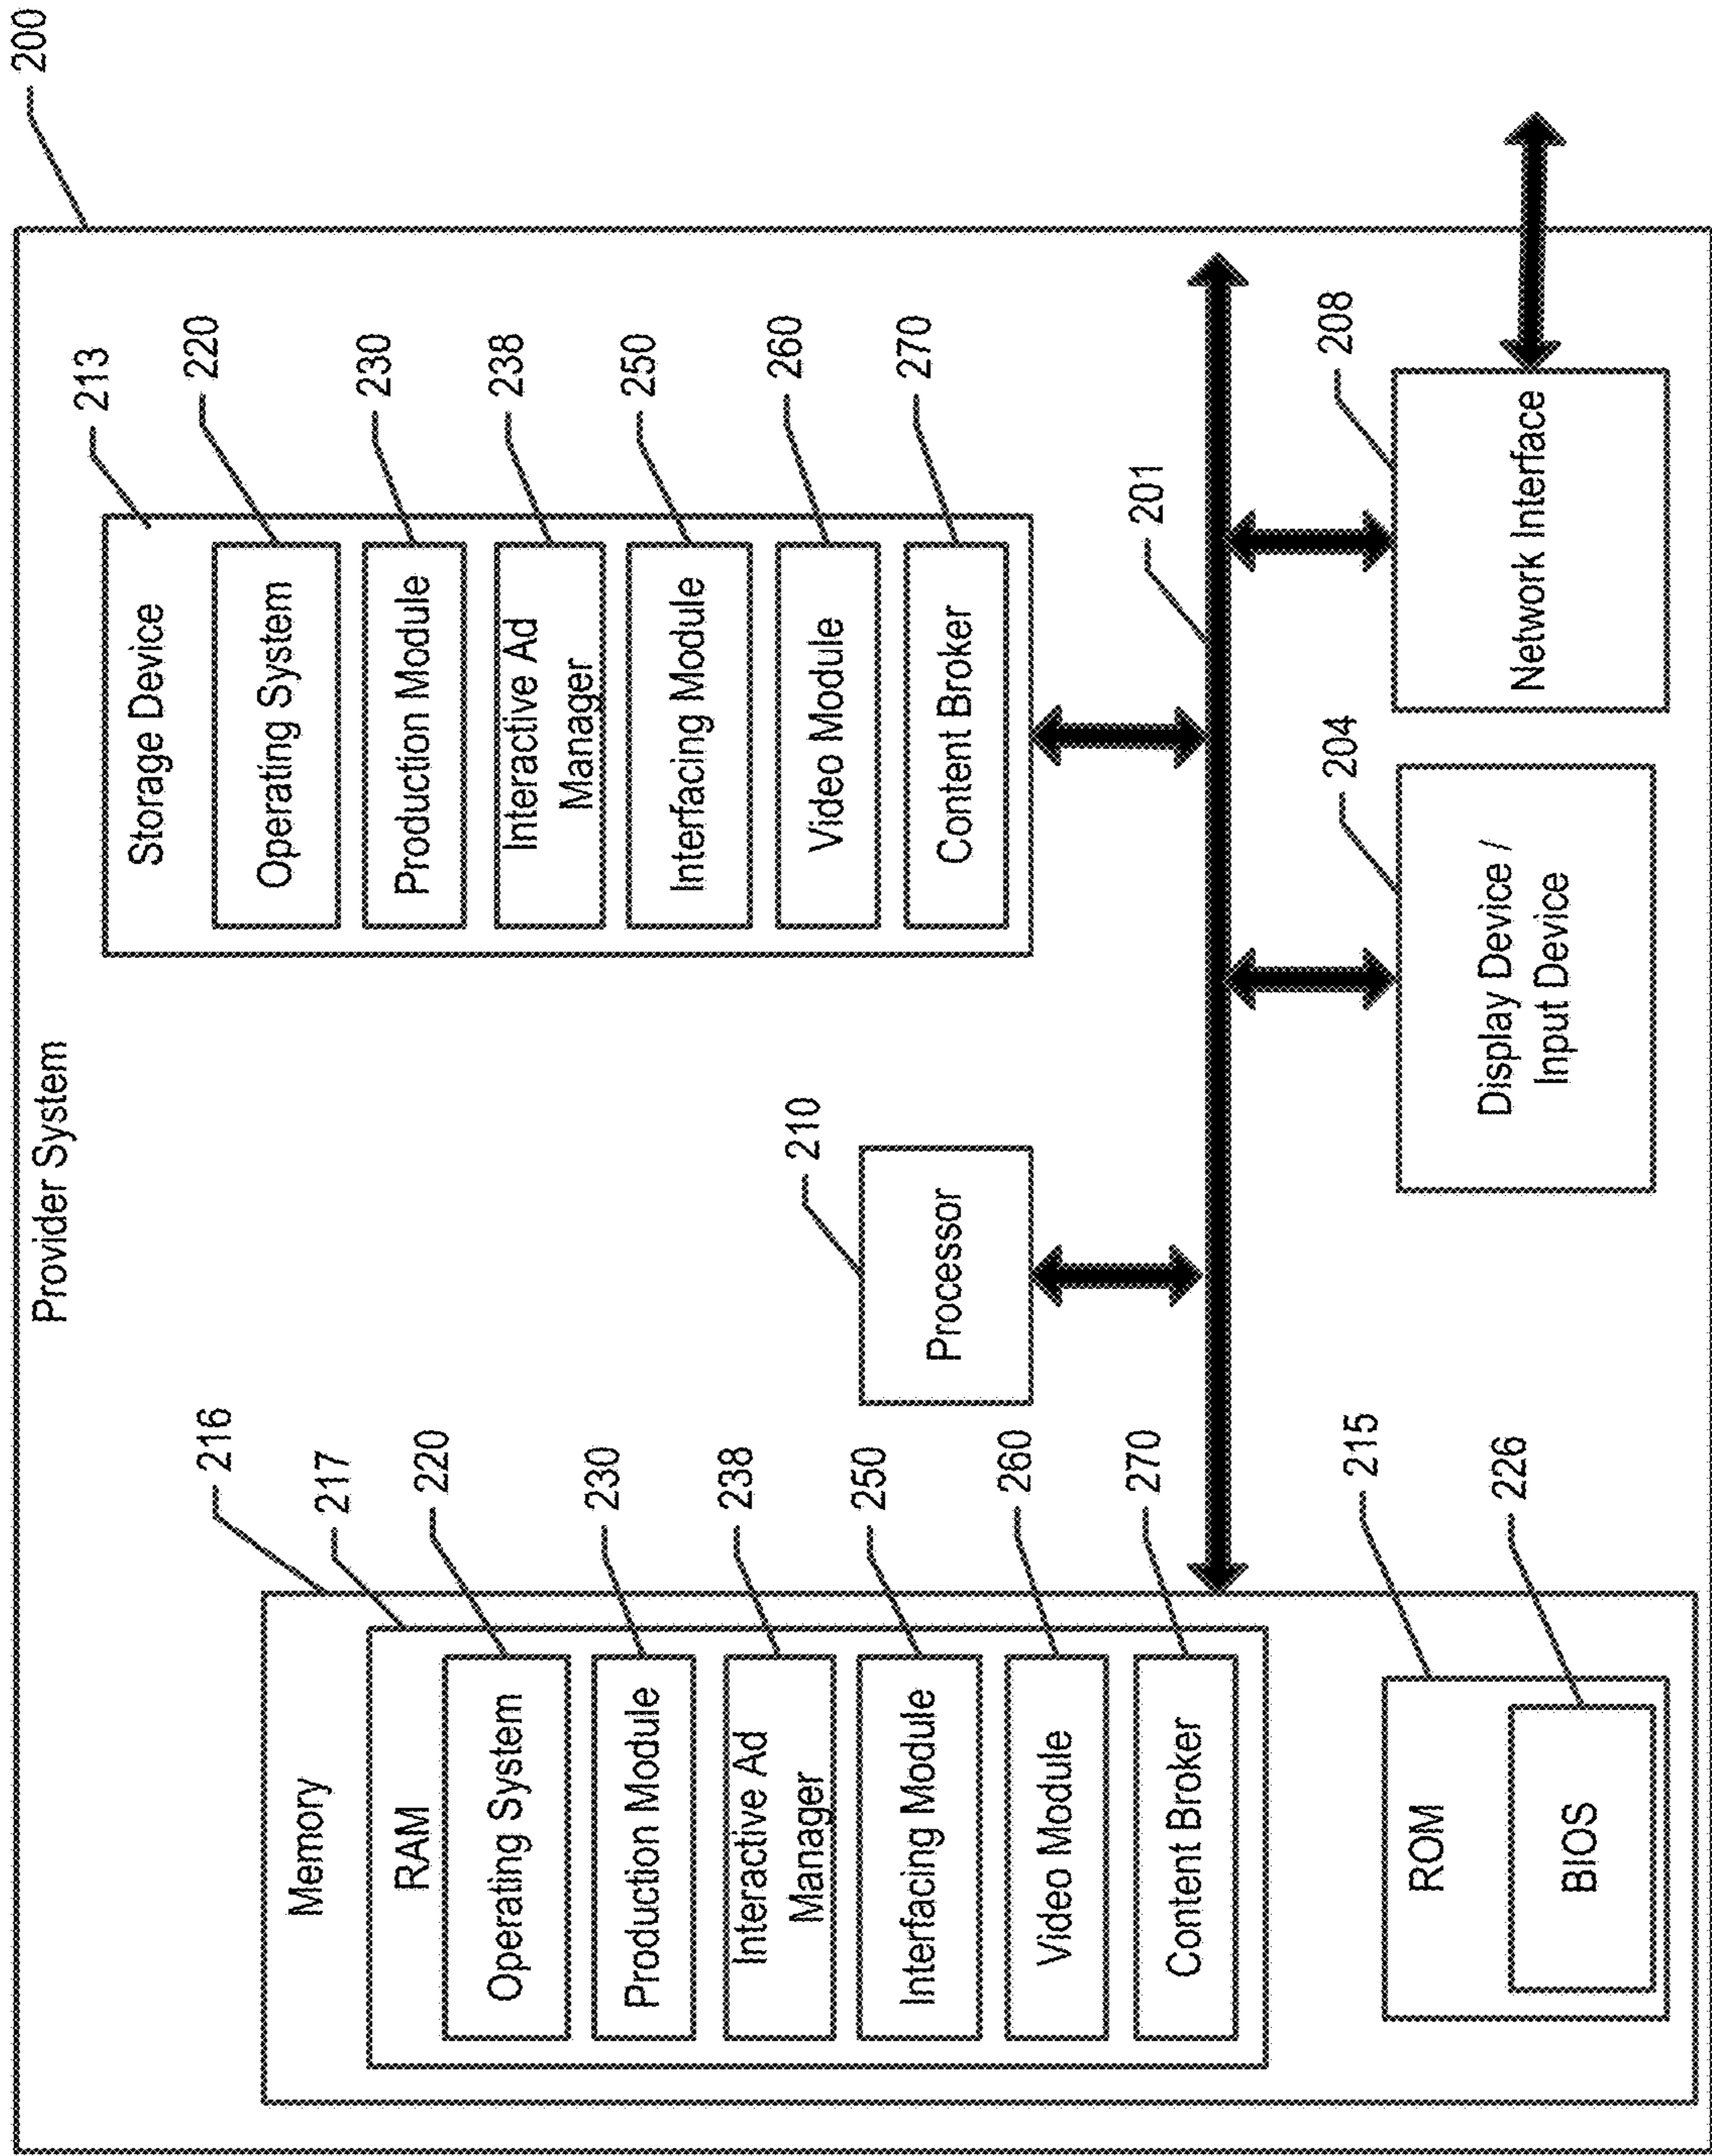 200
Provider System
Memory
216
RAM
217
Operating System
220
Production Module
230
Interactive Ad
Manager
238
Interfacing Module
250
Video Module
260
Content Broker
270
ROM
215
BIOS
226
Processor
210
Storage Device
213
Operating System
220
Production Module
230
Interactive Ad
Manager
238
Interfacing Module
250
Video Module
260
Content Broker
270
201
Display Device /
Input Device
204
Network Interface
208